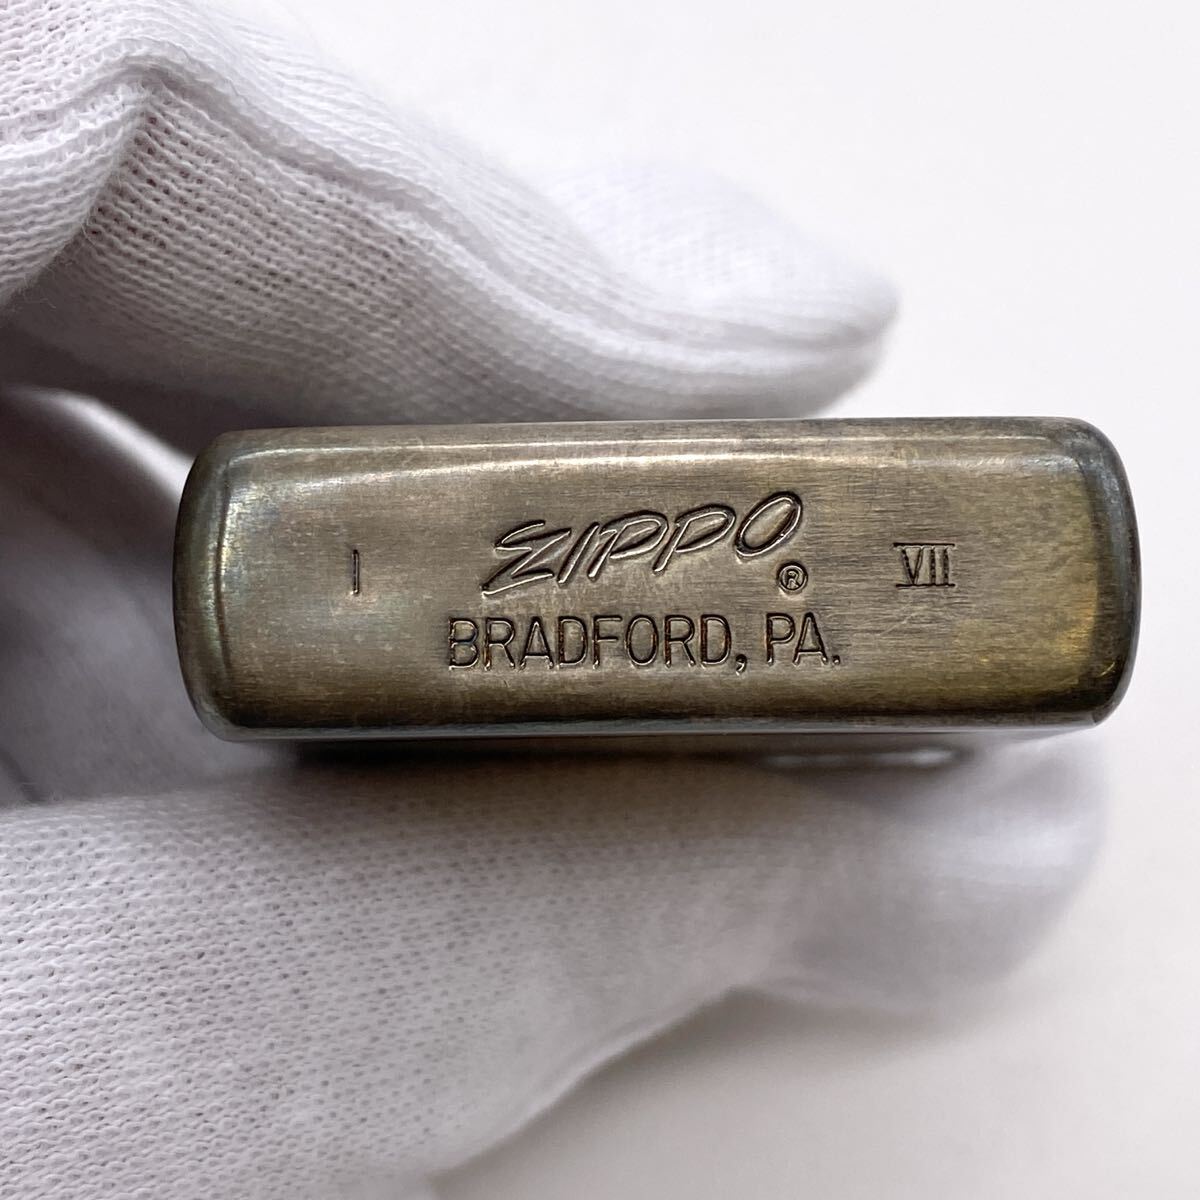 I ZIPPO ® VII
BRADFORD, PA.